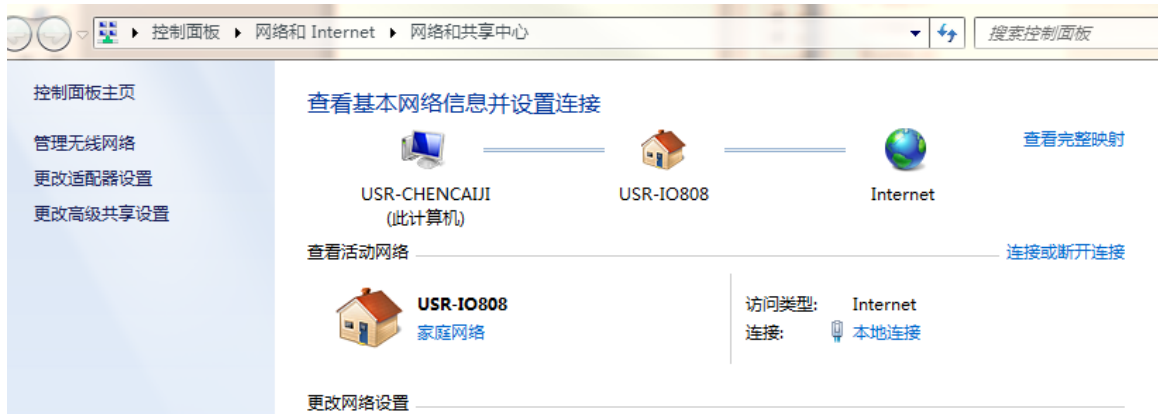 控制面板 ▸ 网络和 Internet ▸ 网络和共享中心
搜索控制面板
控制面板主页
管理无线网络
更改适配器设置
更改高级共享设置
查看基本网络信息并设置连接
查看完整映射
USR-CHENCAIJI
(此计算机)
USR-IO808
Internet
查看活动网络
连接或断开连接
USR-IO808
家庭网络
访问类型: Internet
连接: 本地连接
更改网络设置